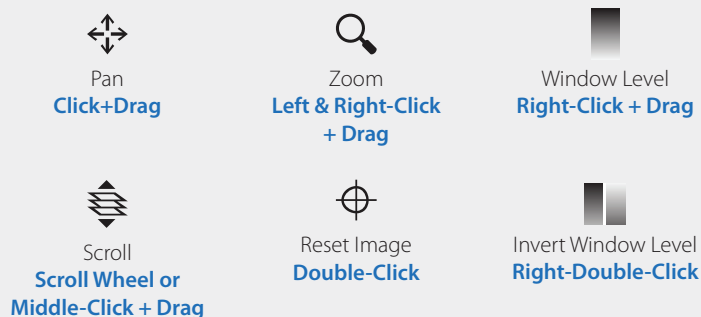 Pan
Click+Drag
Zoom
Left & Right-Click
+ Drag
Window Level
Right-Click + Drag
Scroll
Scroll Wheel or
Middle-Click + Drag
Reset Image
Double-Click
Invert Window Level
Right-Double-Click